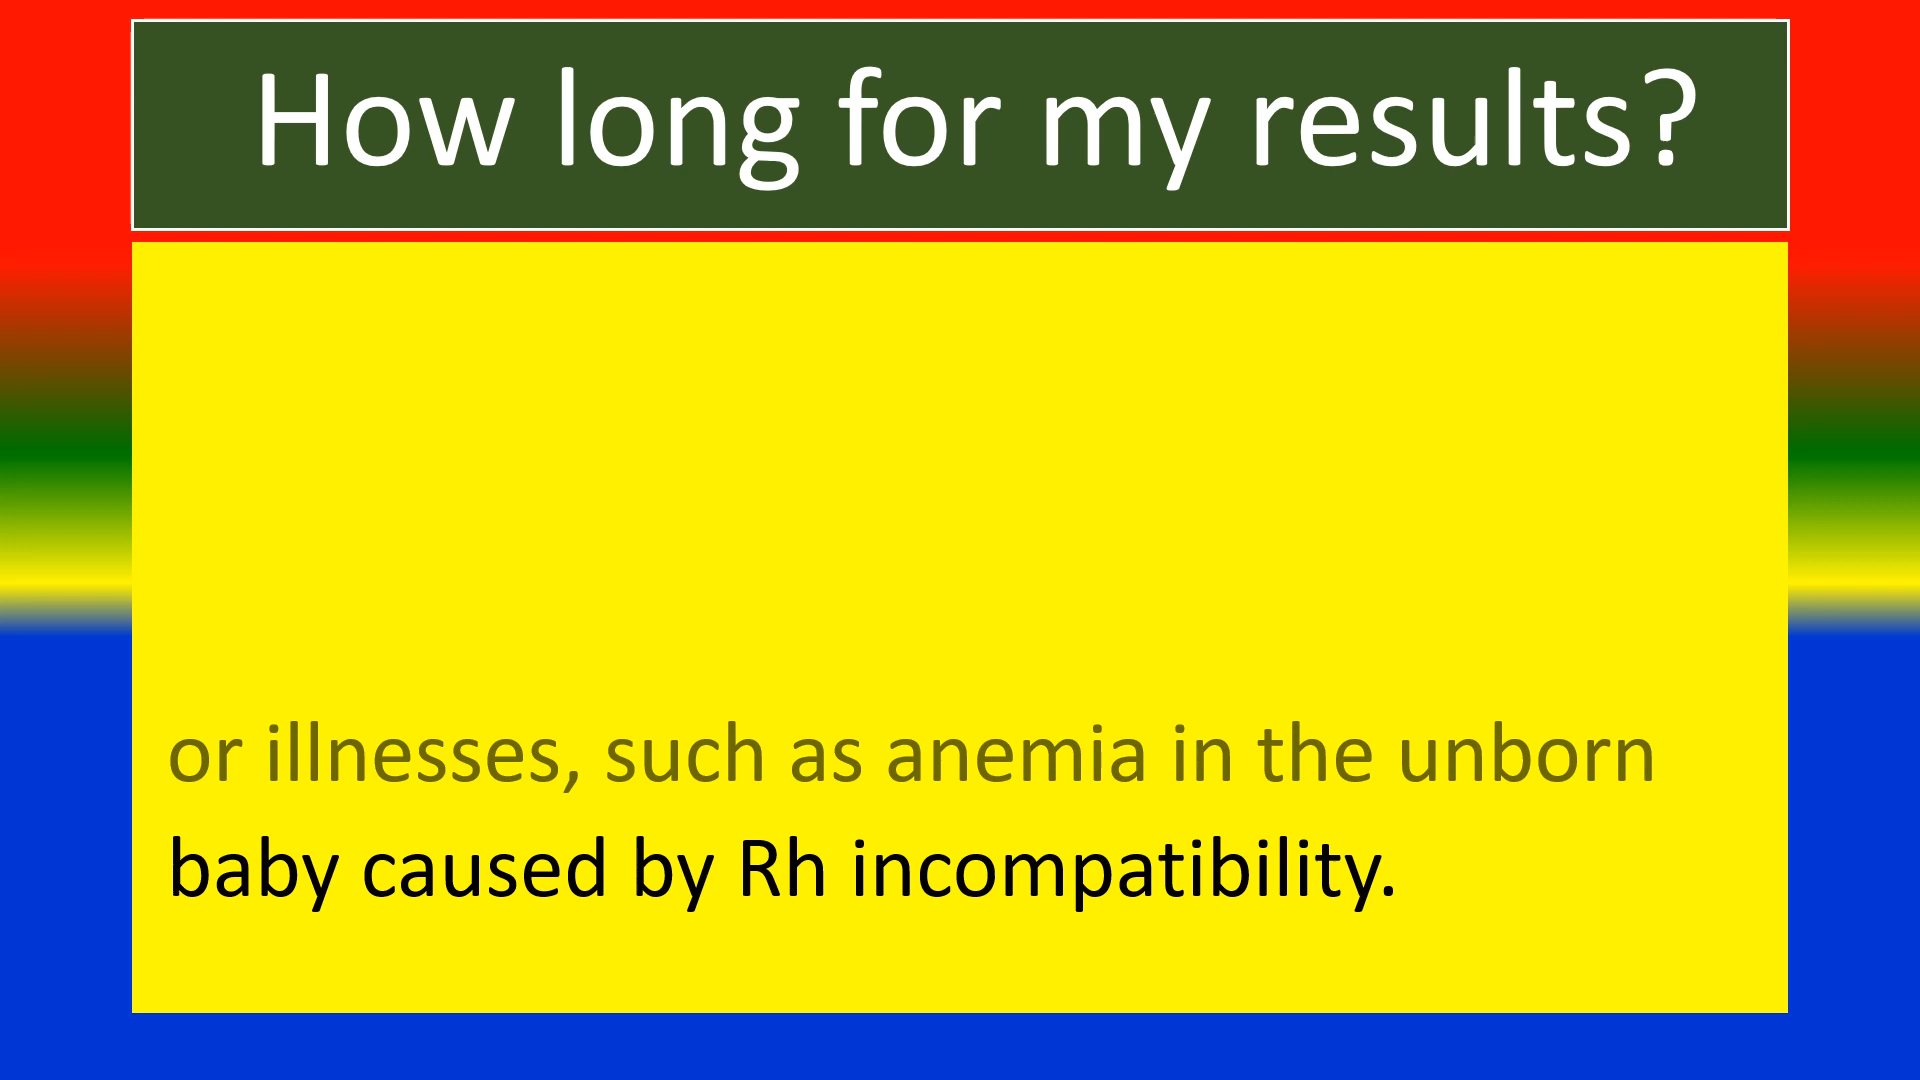 How long for my results?
or illnesses, such as anemia in the unborn
baby caused by Rh incompatibility.